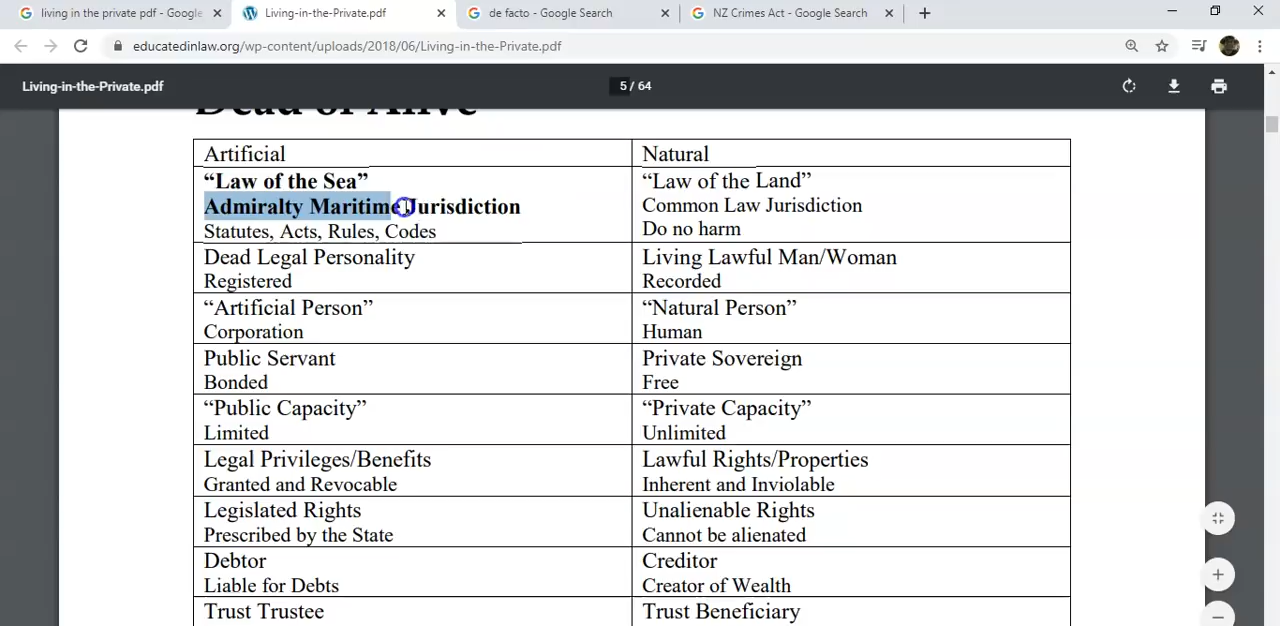 living in the private pdf - Google
Living-in-the-Private.pdf
de facto - Google Search
NZ Crimes Act - Google Search
educatedinlaw.org/wp-content/uploads/2018/06/Living-in-the-Private.pdf
Living-in-the-Private.pdf
5 / 64
Dead or Alive
Artificial
Natural
“Law of the Sea”
Admiralty Maritime Jurisdiction
Statutes, Acts, Rules, Codes
“Law of the Land”
Common Law Jurisdiction
Do no harm
Dead Legal Personality
Registered
Living Lawful Man/Woman
Recorded
“Artificial Person”
Corporation
“Natural Person”
Human
Public Servant
Bonded
Private Sovereign
Free
“Public Capacity”
Limited
“Private Capacity”
Unlimited
Legal Privileges/Benefits
Granted and Revocable
Lawful Rights/Properties
Inherent and Inviolable
Legislated Rights
Prescribed by the State
Unalienable Rights
Cannot be alienated
Debtor
Liable for Debts
Creditor
Creator of Wealth
Trust Trustee
Trust Beneficiary